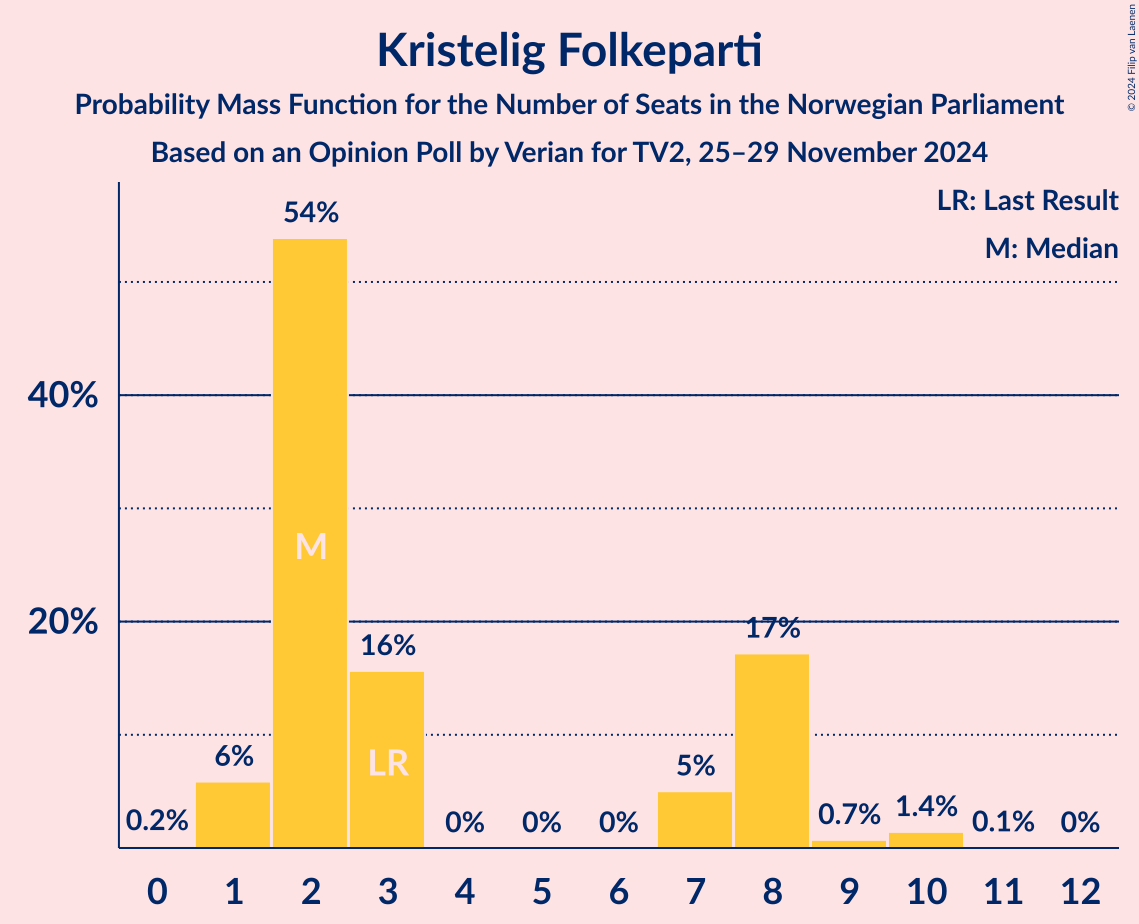 Kristelig Folkeparti
Probability Mass Function for the Number of Seats in the Norwegian Parliament
Based on an Opinion Poll by Verian for TV2, 25–29 November 2024
© 2024 Filip van Laenen
LR: Last Result
M: Median
40%
20%
0.2%
6%
54%
16%
0%
0%
0%
5%
17%
0.7%
1.4%
0.1%
0%
M
LR
0 1 2 3 4 5 6 7 8 9 10 11 12